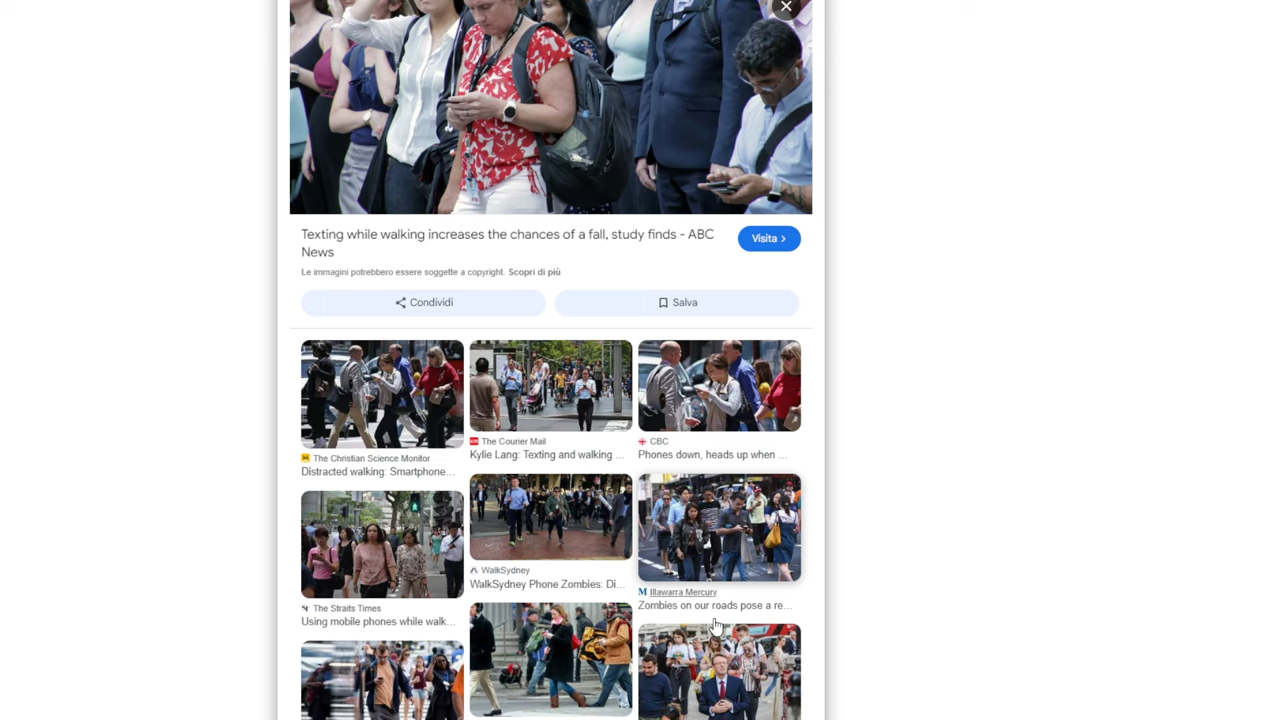 Texting while walking increases the chances of a fall, study finds - ABC
News
Visita
Le immagini potrebbero essere soggette a copyright. Scopri di più
Condividi
Salva
The Christian Science Monitor
Distracted walking: Smartphone...
The Courier Mail
Kylie Lang: Texting and walking ...
CBC
Phones down, heads up when ...
The Straits Times
Using mobile phones while walk...
WalkSydney
WalkSydney Phone Zombies: Di...
M Illawarra Mercury
Zombies on our roads pose a re...